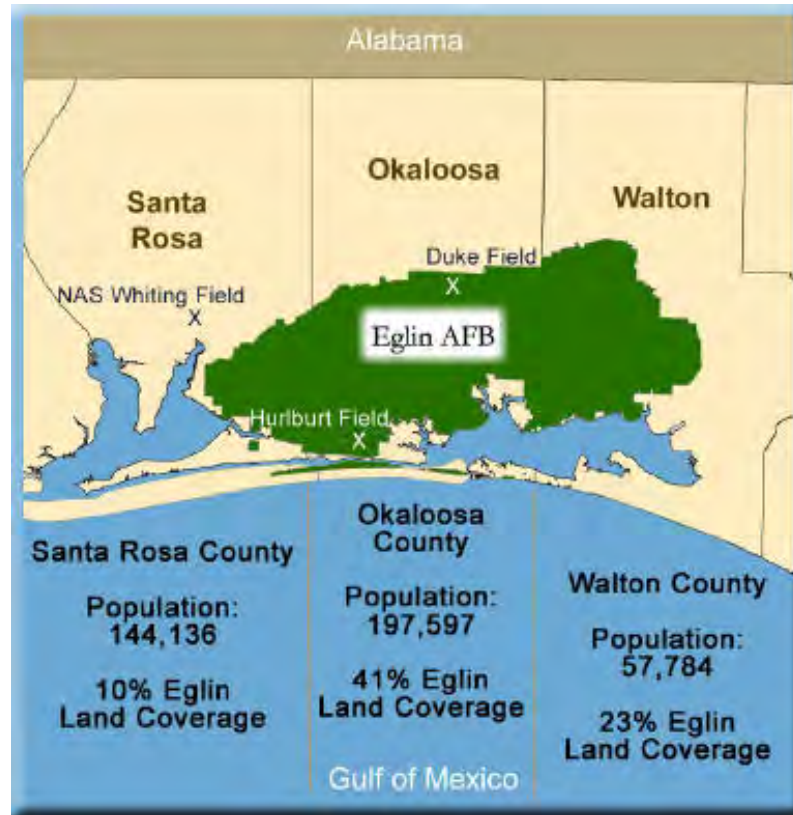 Alabama
Okaloosa
Santa
Rosa
Walton
Duke Field
X
NAS Whiting Field
X
Eglin AFB
Hurlburt Field
X
Santa Rosa County
Population:
144,136
10% Eglin
Land Coverage
Okaloosa
County
Population:
197,597
41% Eglin
Land Coverage
Walton County
Population:
57,784
23% Eglin
Land Coverage
Gulf of Mexico